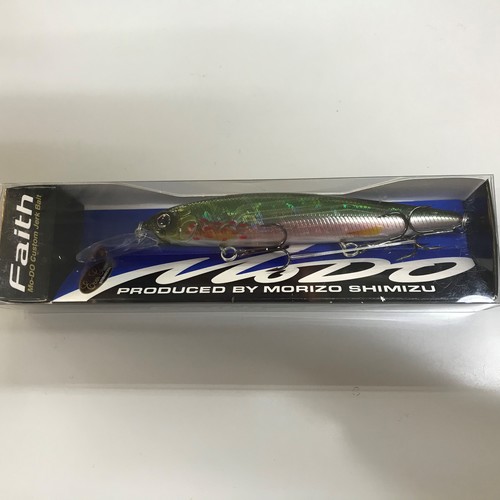 Faith
Mo-DO Custom Jerk Bait
MoDO
PRODUCED BY MORIZO SHIMIZU